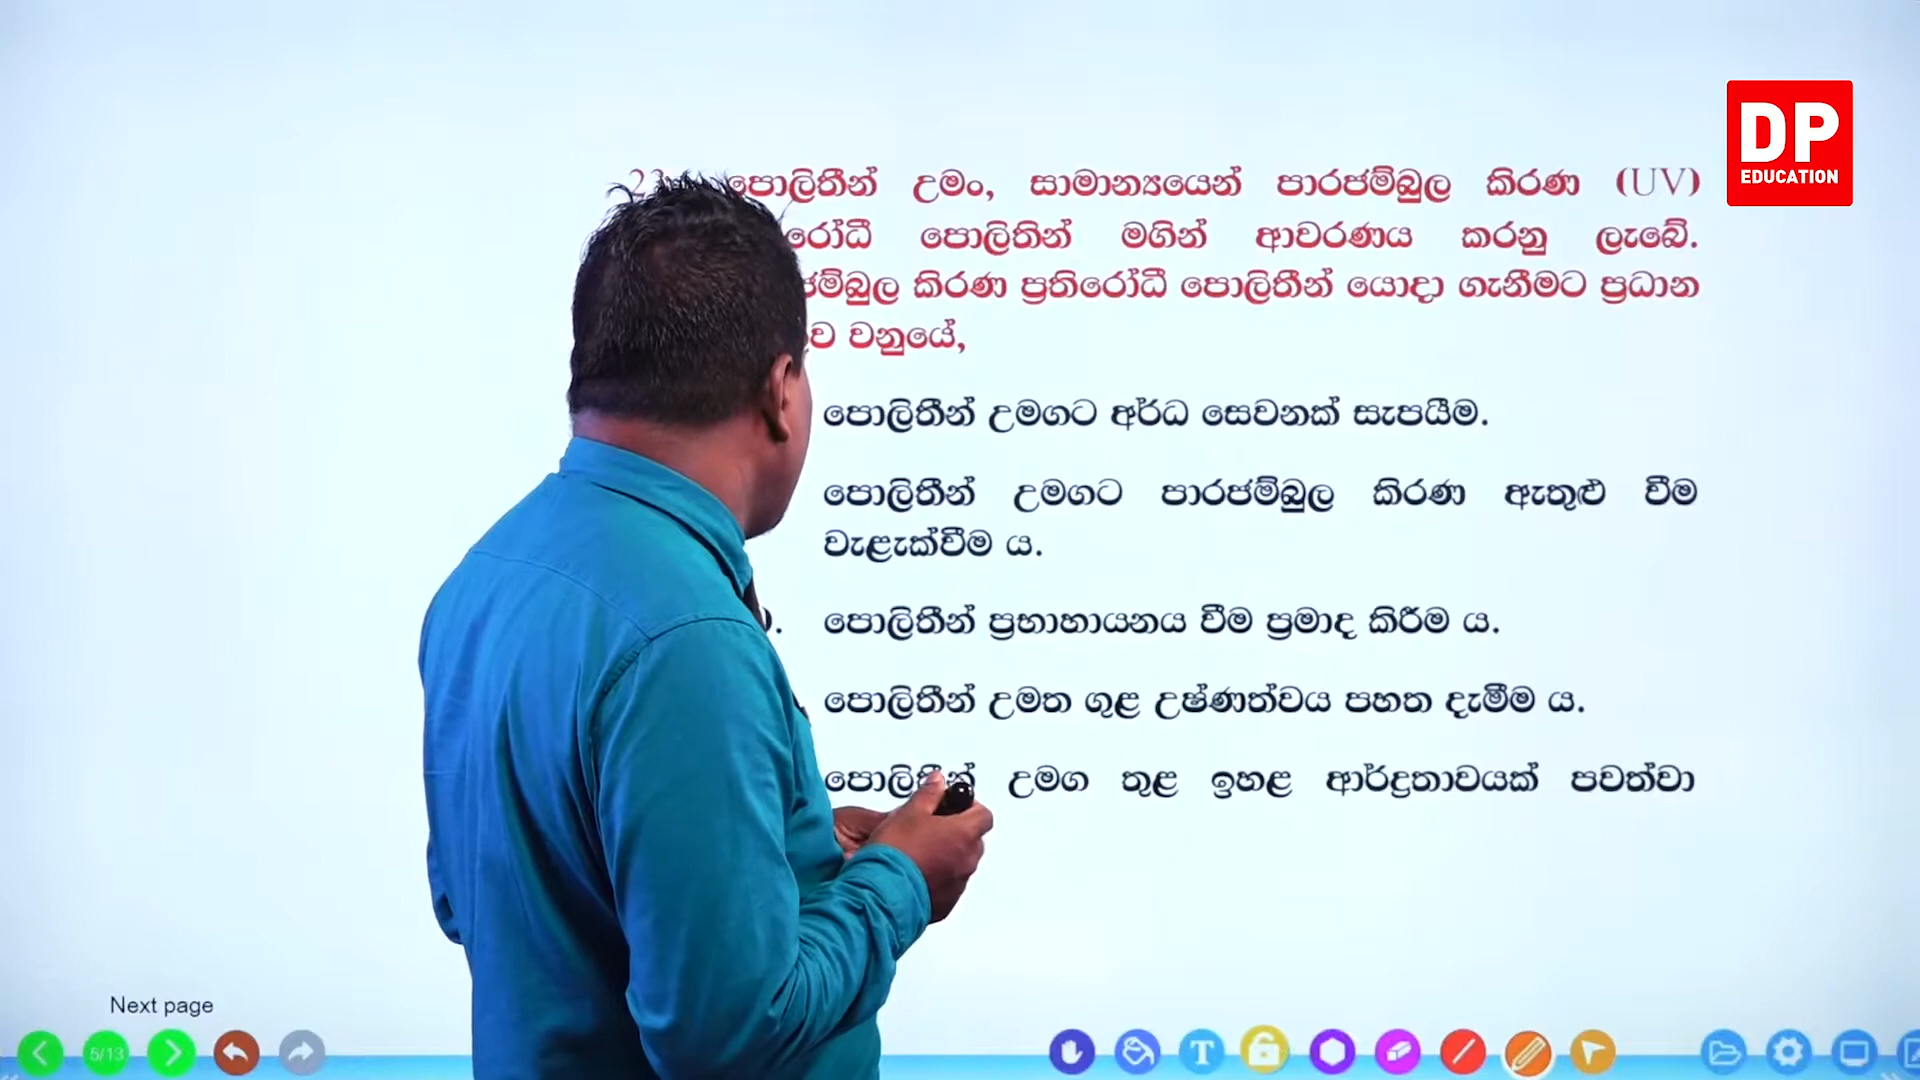 DP
EDUCATION
පොලිතීන් උමං, සාමාන්‍යයෙන් පාරජම්බුල කිරණ (UV)
පොලිතින් මගින් ආවරණය කරනු ලැබේ.
කිරණ ප්‍රතිරෝධී පොලිතීන් යොදා ගැනීමට ප්‍රධාන
වනුයේ,
පොලිතීන් උමගට අර්ධ සෙවනක් සැපයීම.
පොලිතීන් උමගට පාරජම්බුල කිරණ ඇතුළු වීම
වැළැක්වීම ය.
පොලිතීන් ප්‍රභාහායනය වීම ප්‍රමාද කිරීම ය.
පොලිතීන් උමත ගුළ උෂ්ණත්වය පහත දැමීම ය.
පොලිතීන් උමග තුළ ඉහළ ආර්ද්‍රතාවයක් පවත්වා
Next page
5/13